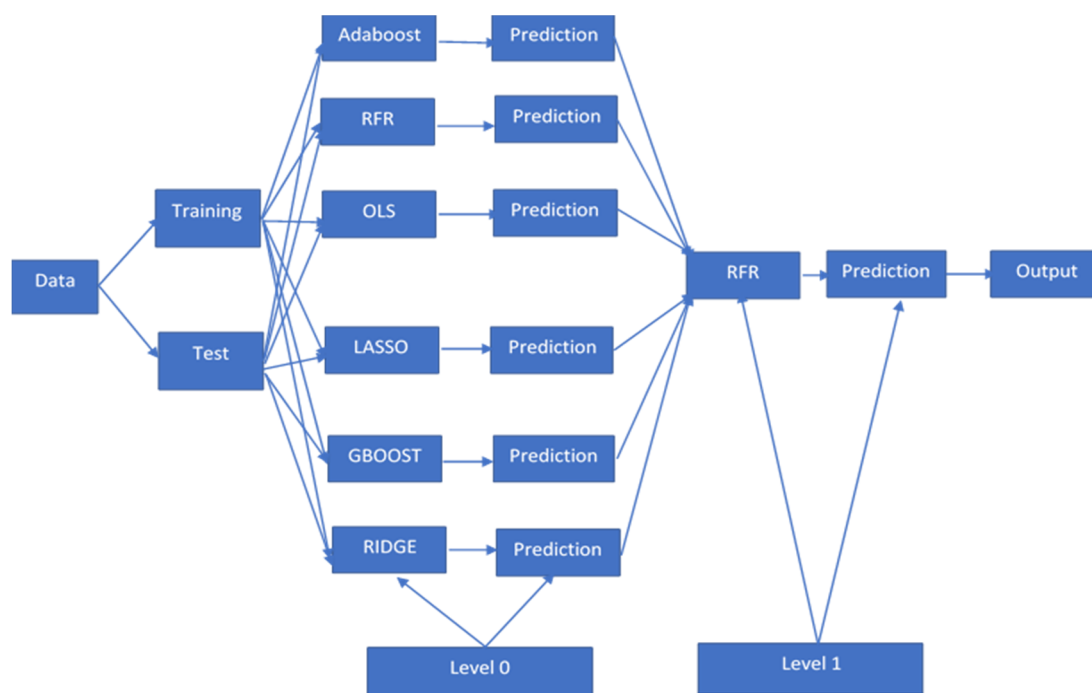 Adaboost
Prediction
RFR
Prediction
Training
OLS
Prediction
Data
RFR
Prediction
Output
Test
LASSO
Prediction
GBOOST
Prediction
RIDGE
Prediction
Level 0
Level 1